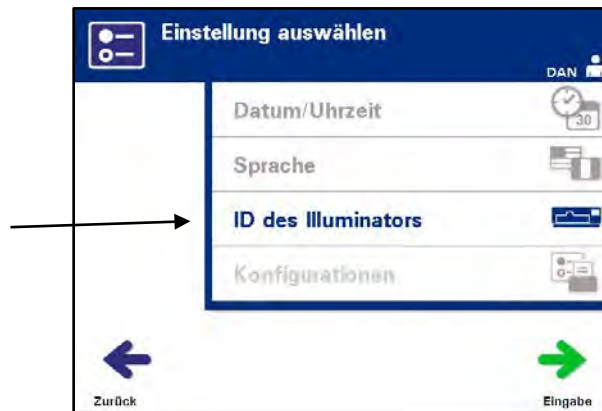 Einstellung auswählen
DAN
Datum/Uhrzeit
30
Sprache
ID des Illuminators
Konfigurationen
Zurück
Eingabe